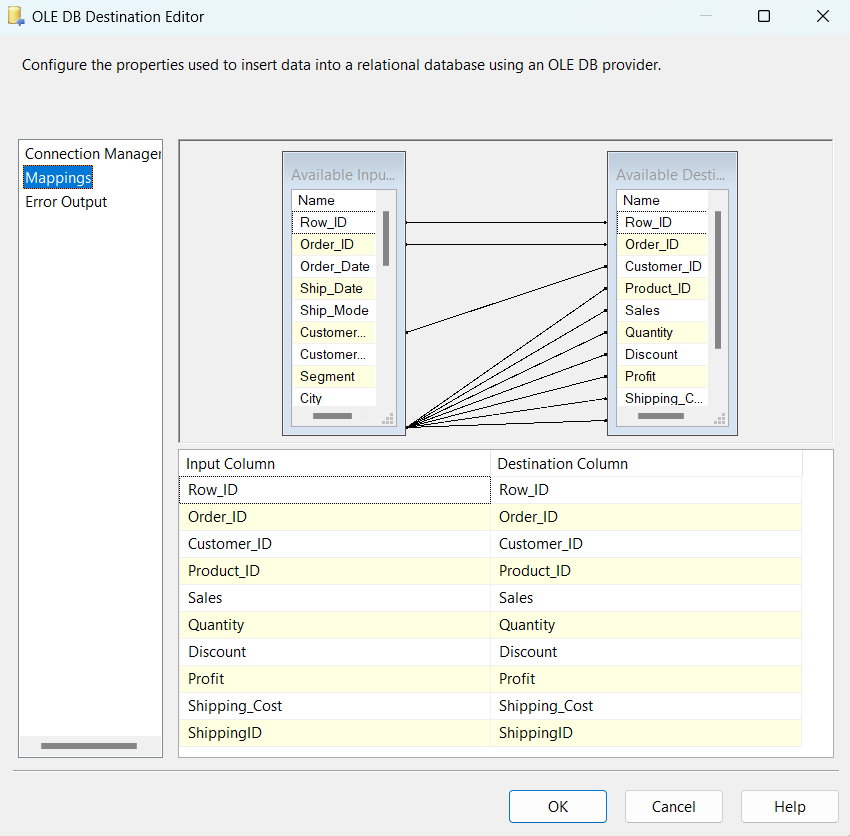 OLE DB Destination Editor
Configure the properties used to insert data into a relational database using an OLE DB provider.
Connection Manager
Mappings
Error Output
Available Inpu...
Name
Row_ID
Order_ID
Order_Date
Ship_Date
Ship_Mode
Customer...
Customer...
Segment
City
Available Desti...
Name
Row_ID
Order_ID
Customer_ID
Product_ID
Sales
Quantity
Discount
Profit
Shipping_C...
Input Column Destination Column
Row_ID Row_ID
Order_ID Order_ID
Customer_ID Customer_ID
Product_ID Product_ID
Sales Sales
Quantity Quantity
Discount Discount
Profit Profit
Shipping_Cost Shipping_Cost
ShippingID ShippingID
OK Cancel Help